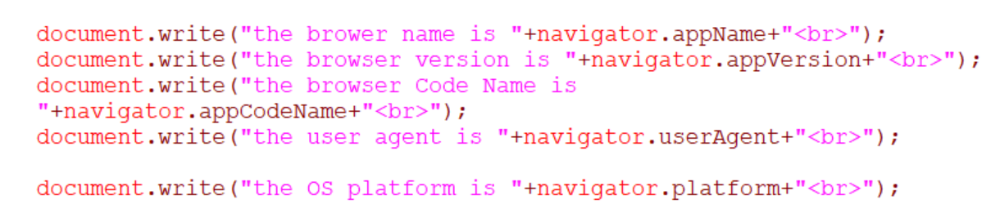 document.write("the brower name is "+navigator.appName+"<br>");
document.write("the browser version is "+navigator.appVersion+"<br>");
document.write("the browser Code Name is
"+navigator.appCodeName+"<br>");
document.write("the user agent is "+navigator.userAgent+"<br>");
document.write("the OS platform is "+navigator.platform+"<br>");